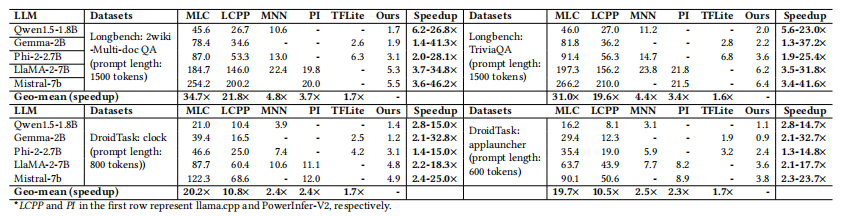 LLM Datasets MLC LCPP MNN PI TFLite Ours Speedup Datasets MLC LCPP MNN PI TFLite Ours Speedup
Qwen1.5-1.8B Longbench: 2wiki -Multi-doc QA (prompt length: 1500 tokens) 45.6 26.7 10.6 - - 1.7 6.2-26.8× Longbench: TriviaQA (prompt length: 1500 tokens) 46.0 27.0 11.2 - - 2.0 5.6-23.0×
Gemma-2B 78.4 34.6 - - 2.6 1.9 1.4-41.3× 81.8 36.2 - - 2.8 2.2 1.3-37.2×
Phi-2-2.7B 87.0 53.3 13.0 - 6.3 3.1 2.0-28.1× 91.4 56.3 14.7 - 6.8 3.6 1.9-25.4×
LlaMA-2-7B 184.7 146.0 22.4 19.8 - 5.3 3.7-34.8× 197.3 156.2 23.8 21.8 - 6.2 3.5-31.8×
Mistral-7b 254.2 200.2 - 20.0 - 5.5 3.6-46.2× 266.2 210.0 - 21.5 - 6.4 3.4-41.6×
Geo-mean (speedup) 34.7× 21.8× 4.8× 3.7× 1.7× - 31.0× 19.6× 4.4× 3.4× 1.6× -
LLM Datasets MLC LCPP MNN PI TFLite Ours Speedup Datasets MLC LCPP MNN PI TFLite Ours Speedup
Qwen1.5-1.8B DroidTask: clock (prompt length: 800 tokens)) 21.0 10.4 3.9 - - 1.4 2.8-15.0× DroidTask: applauncher (prompt length: 600 tokens) 16.2 8.1 3.1 - - 1.1 2.8-14.7×
Gemma-2B 39.4 16.5 - - 2.5 1.2 2.1-32.8× 29.4 12.3 - - 1.9 0.9 2.1-32.7×
Phi-2-2.7B 46.6 25.0 7.4 - 4.2 3.1 1.4-15.0× 35.4 19.0 5.9 - 3.2 2.4 1.3-14.8×
LlaMA-2-7B 87.7 60.4 10.6 11.1 - 4.8 2.2-18.3× 63.7 43.9 7.7 8.2 - 3.6 2.1-17.7×
Mistral-7b 122.3 68.6 - 12.0 - 4.9 2.4-25.0× 90.1 50.6 - 8.9 - 3.8 2.3-23.7×
Geo-mean (speedup) 20.2× 10.8× 2.4× 2.4× 1.7× - 19.7× 10.5× 2.5× 2.3× 1.7× -
*LCPP and PI in the first row represent llama.cpp and PowerInfer-V2, respectively.